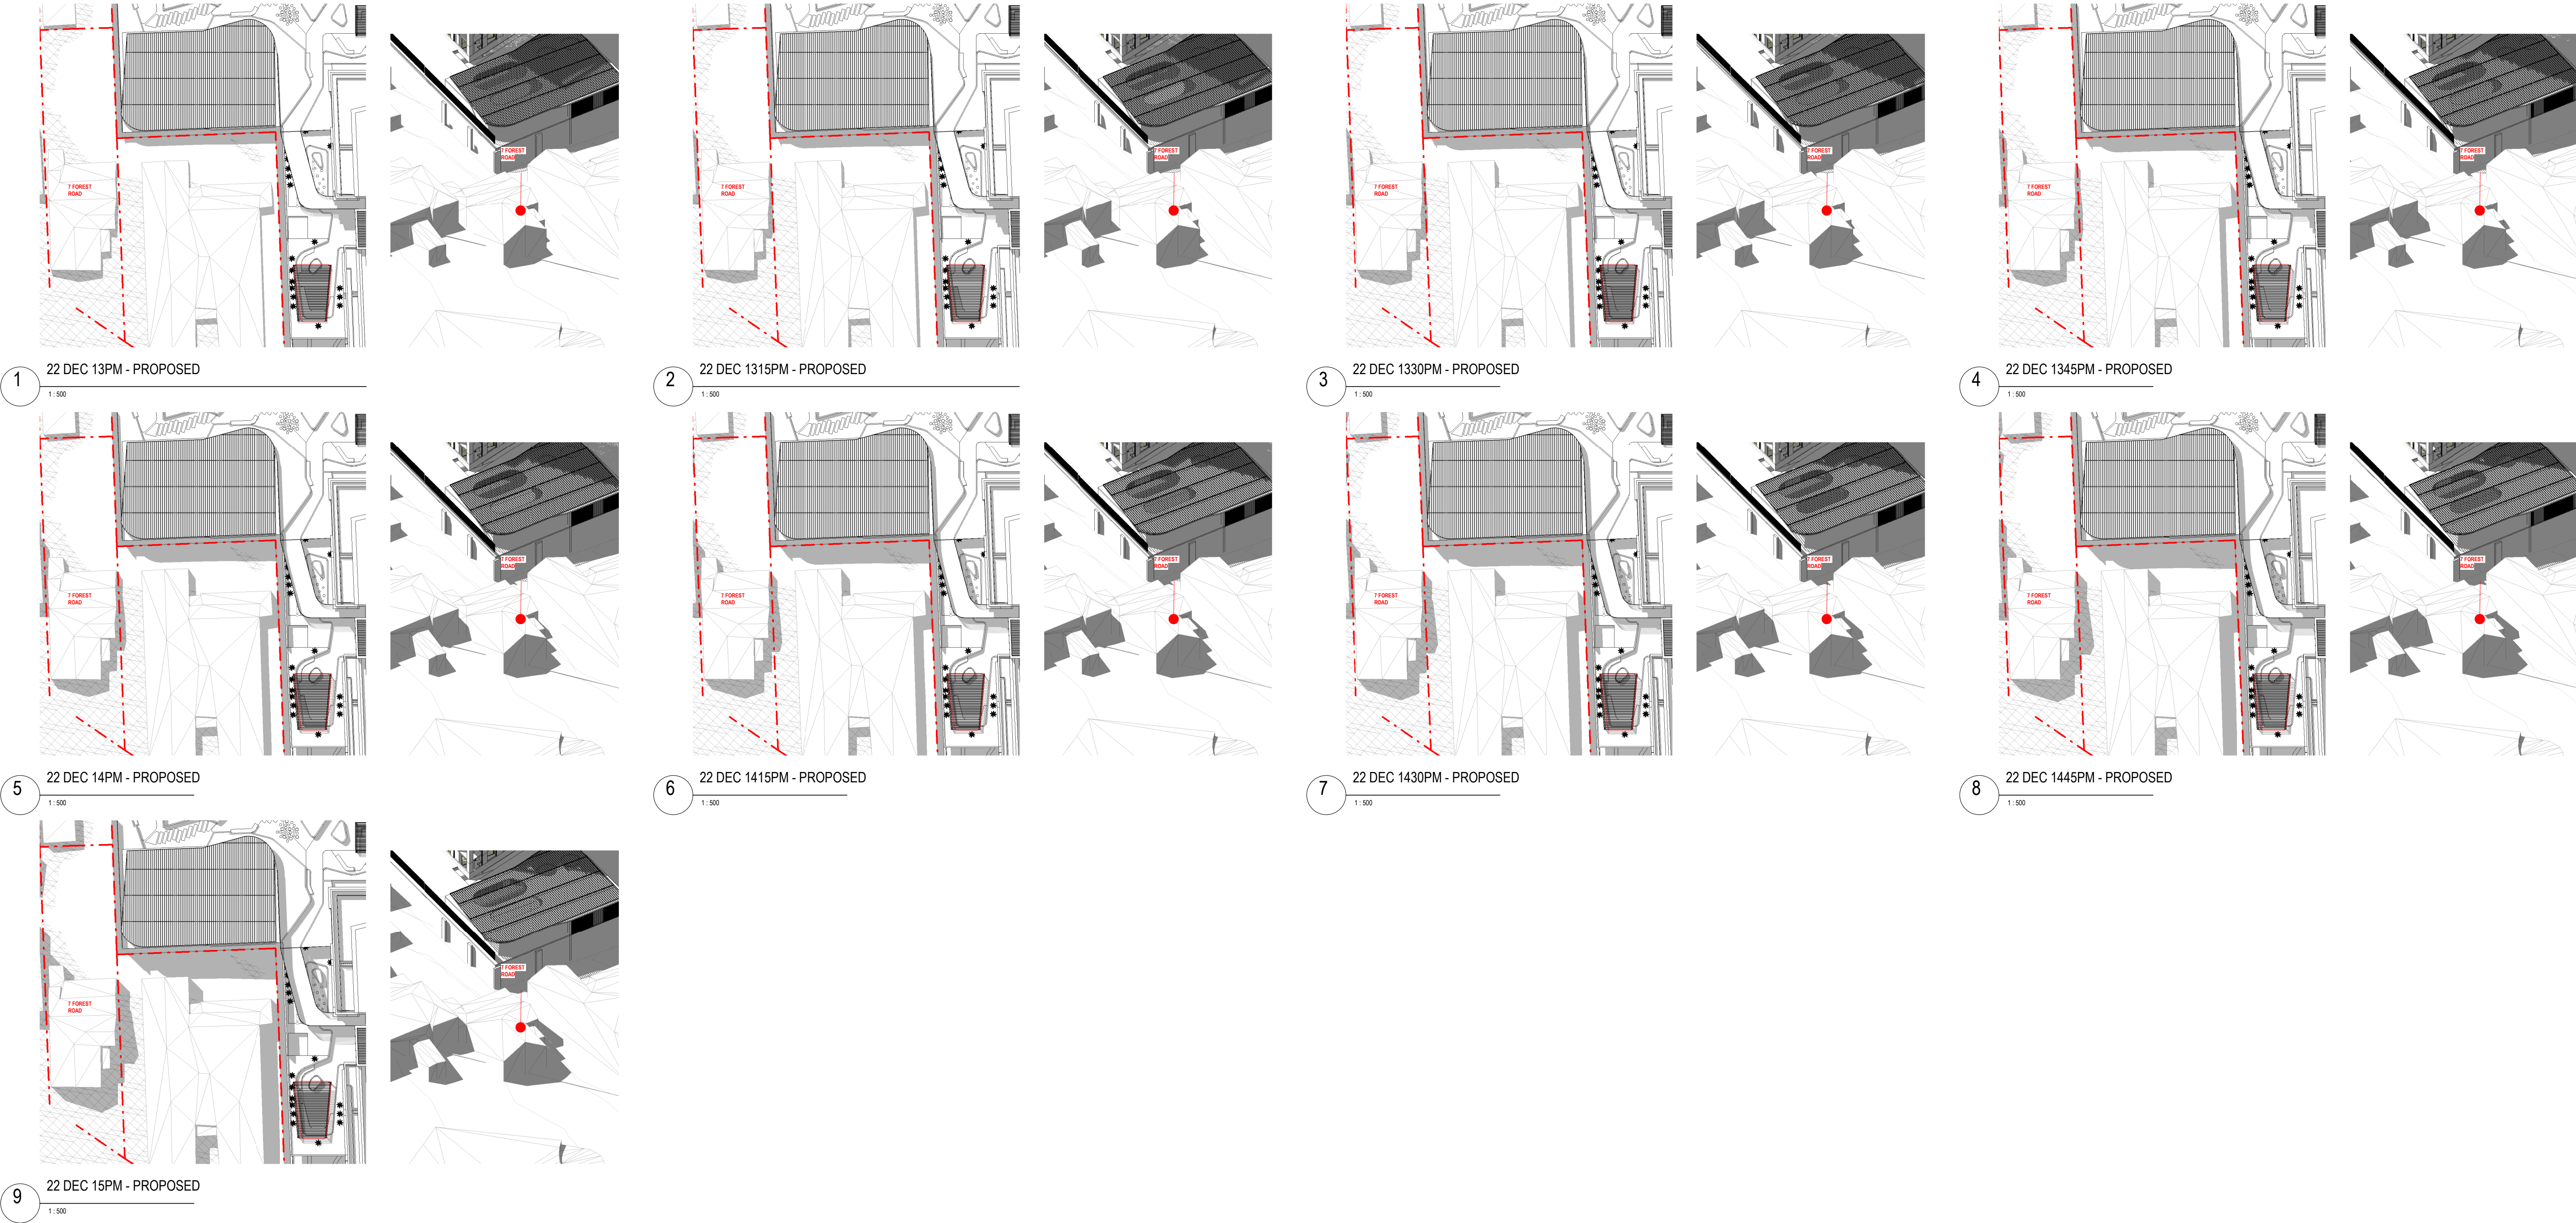 7 FOREST
ROAD
7 FOREST
ROAD
1
22 DEC 13PM - PROPOSED
1 : 500
7 FOREST
ROAD
7 FOREST
ROAD
2
22 DEC 1315PM - PROPOSED
1 : 500
7 FOREST
ROAD
7 FOREST
ROAD
3
22 DEC 1330PM - PROPOSED
1 : 500
7 FOREST
ROAD
7 FOREST
ROAD
4
22 DEC 1345PM - PROPOSED
1 : 500
7 FOREST
ROAD
7 FOREST
ROAD
5
22 DEC 14PM - PROPOSED
1 : 500
7 FOREST
ROAD
7 FOREST
ROAD
6
22 DEC 1415PM - PROPOSED
1 : 500
7 FOREST
ROAD
7 FOREST
ROAD
7
22 DEC 1430PM - PROPOSED
1 : 500
7 FOREST
ROAD
7 FOREST
ROAD
8
22 DEC 1445PM - PROPOSED
1 : 500
7 FOREST
ROAD
7 FOREST
ROAD
9
22 DEC 15PM - PROPOSED
1 : 500